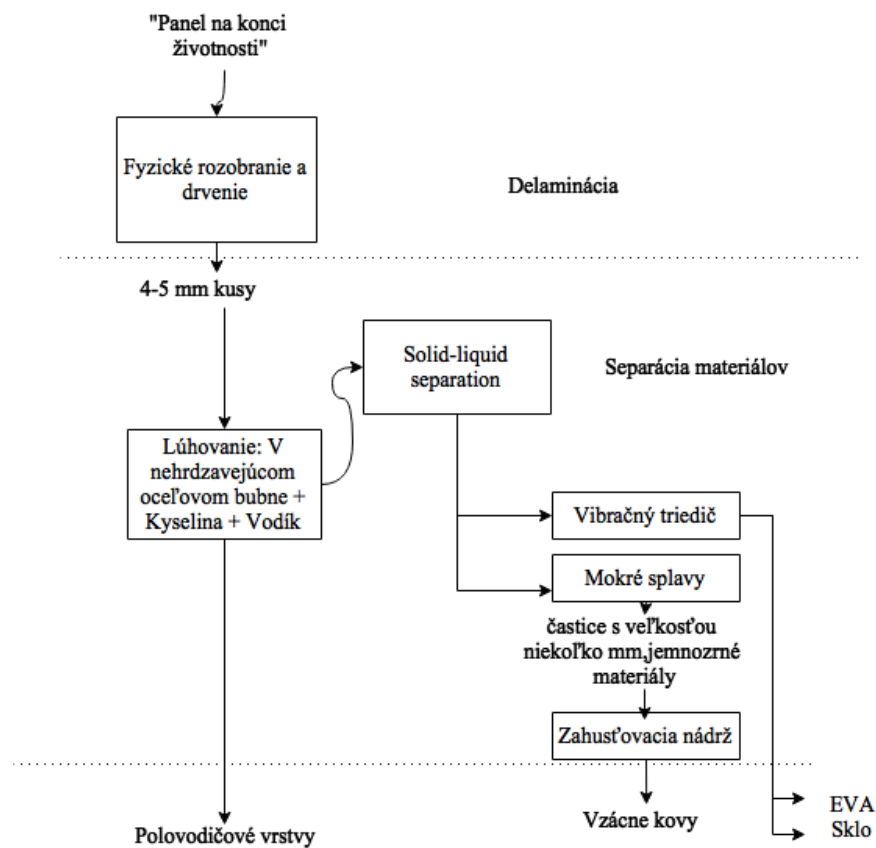 "Panel na konci
životnosti"
Fyzické rozobranie a
drvenie
Delaminácia
4-5 mm kusy
Solid-liquid
separation
Separácia materiálov
Lúhovanie: V
nehrdzavejúcom
oceľovom bubne +
Kyselina + Vodík
Vibračný triedič
Mokré splavy
častice s veľkosťou
niekoľko mm,jemnozrné
materiály
Zahusťovacia nádrž
Polovodičové vrstvy
Vzácne kovy
EVA
Sklo